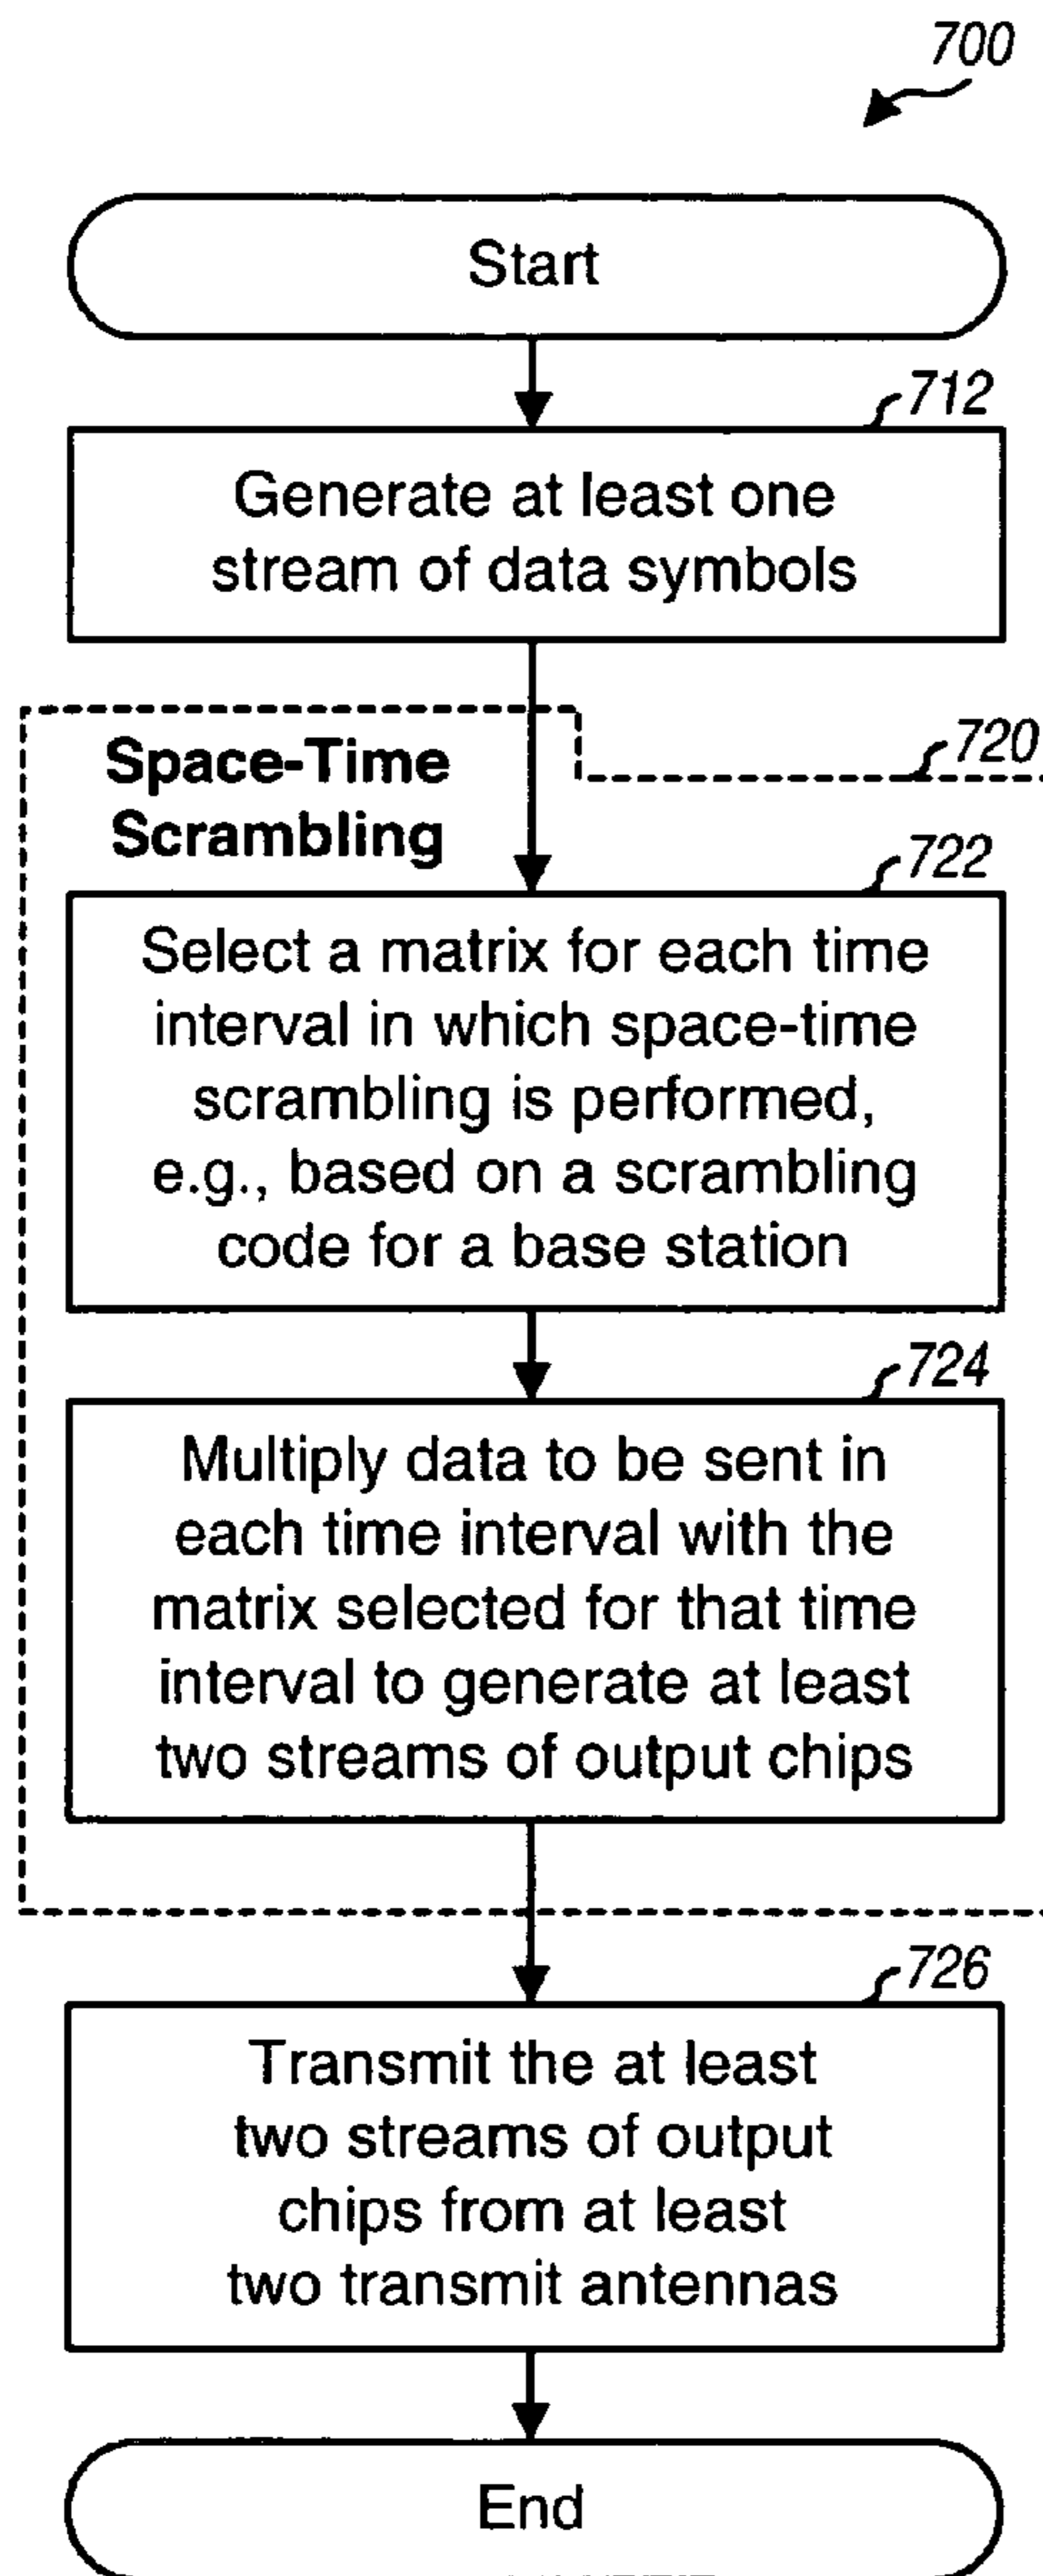 700
Start
712
Generate at least one
stream of data symbols
720
Space-Time
Scrambling
722
Select a matrix for each time
interval in which space-time
scrambling is performed,
e.g., based on a scrambling
code for a base station
724
Multiply data to be sent in
each time interval with the
matrix selected for that time
interval to generate at least
two streams of output chips
726
Transmit the at least
two streams of output
chips from at least
two transmit antennas
End